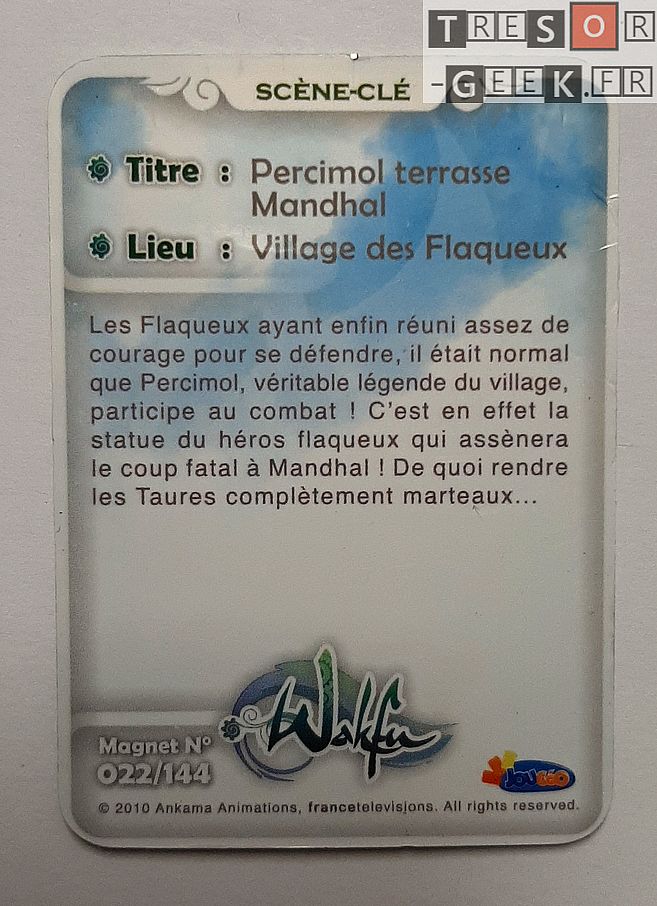 TRESOR
-GEEK.FR
SCÈNE-CLÉ
Titre : Percimol terrasse
Mandhal
Lieu : Village des Flaqueux
Les Flaqueux ayant enfin réuni assez de
courage pour se défendre, il était normal
que Percimol, véritable légende du village,
participe au combat ! C'est en effet la
statue du héros flaqueux qui assènera
le coup fatal à Mandhal ! De quoi rendre
les Taures complètement marteaux...
Wakfu
Magnet N°
022/144
Joucéo
© 2010 Ankama Animations, francetelevisions. All rights reserved.